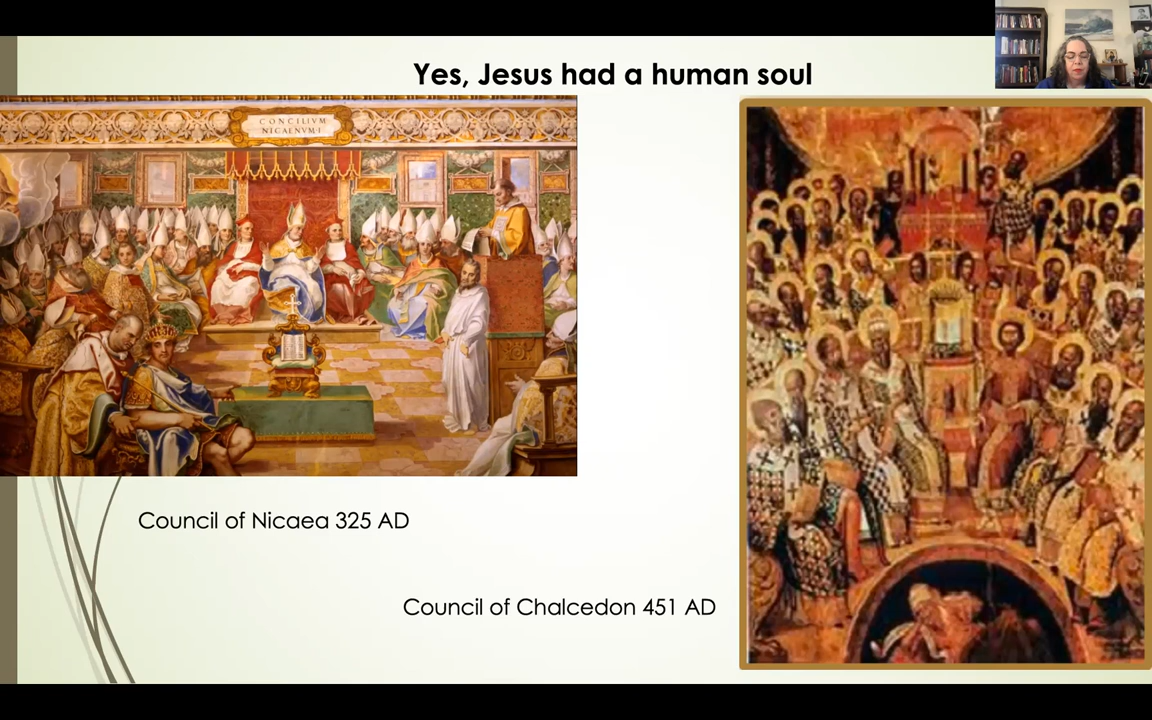 Yes, Jesus had a human soul
CONCILIVM
NICAENVM·I
Council of Nicaea 325 AD
Council of Chalcedon 451 AD